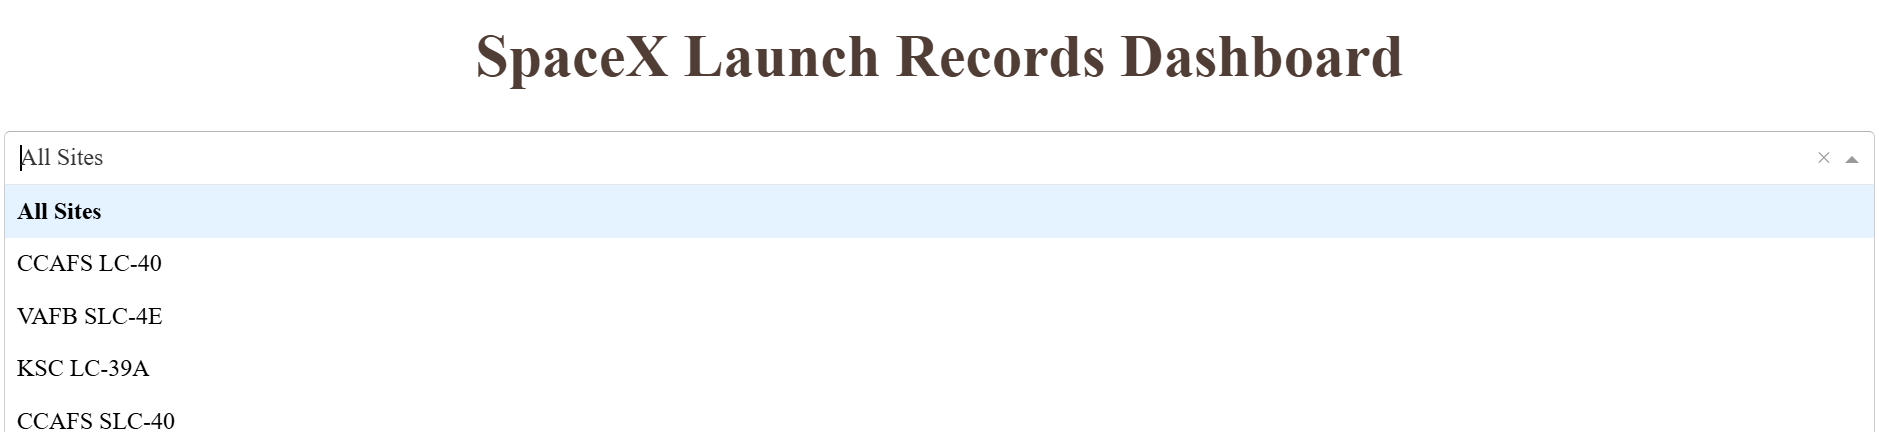 SpaceX Launch Records Dashboard
All Sites
All Sites
CCAFS LC-40
VAFB SLC-4E
KSC LC-39A
CCAFS SLC-40